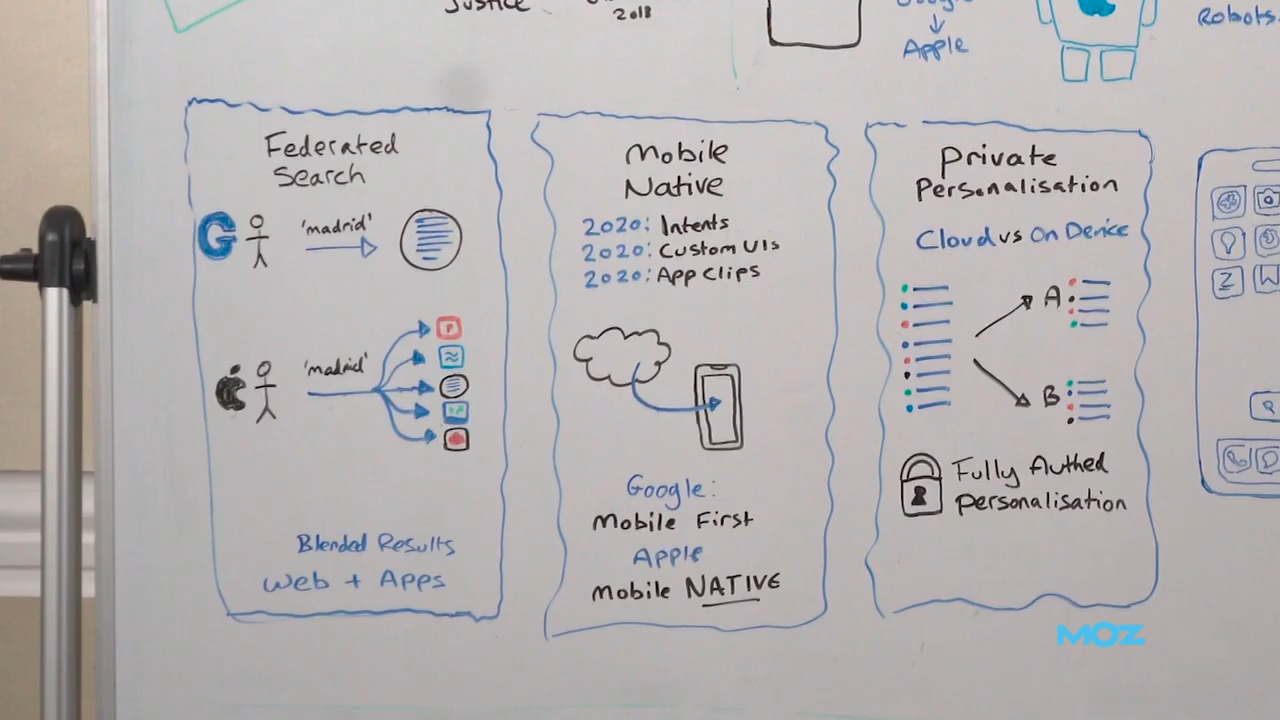 Justice
2018
Google
Apple
Robots.
Federated
Search
G
'madrid'
'madrid'
P
Blended Results
Web + Apps
Mobile
Native
2020: Intents
2020: Custom UIs
2020: App Clips
Google:
Mobile First
Apple
Mobile NATIVE
Private
Personalisation
Cloud vs On Device
A
B
Fully Authed
personalisation
Z
W
MOZ